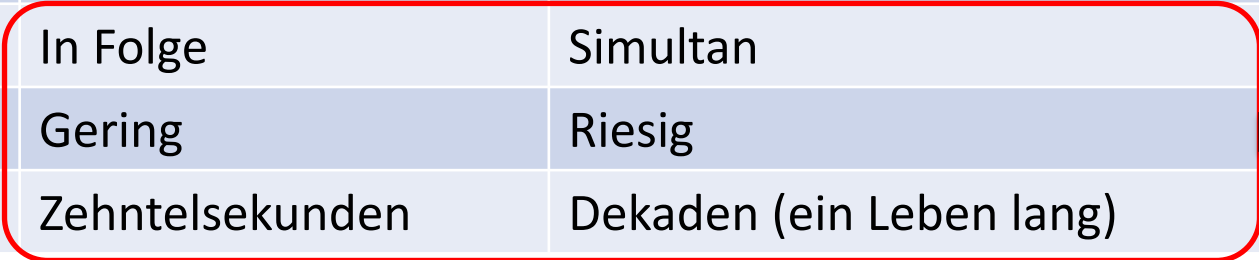 In Folge Simultan
Gering Riesig
Zehntelsekunden Dekaden (ein Leben lang)